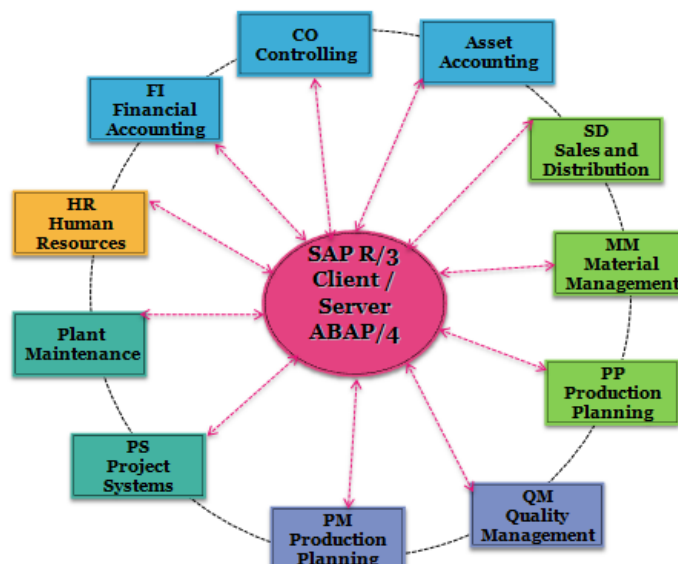 CO
Controlling
Asset
Accounting
FI
Financial
Accounting
SD
Sales and
Distribution
HR
Human
Resources
SAP R/3
Client /
Server
ABAP/4
MM
Material
Management
Plant
Maintenance
PP
Production
Planning
PS
Project
Systems
QM
Quality
Management
PM
Production
Planning